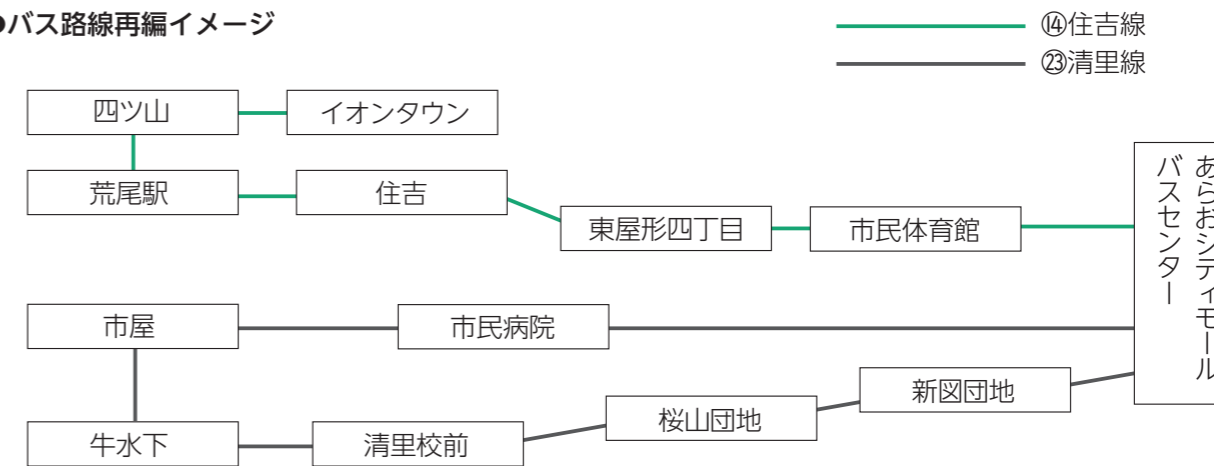 ●バス路線再編イメージ
⑭住吉線
㉓清里線
四ツ山
イオンタウン
荒尾駅
住吉
東屋形四丁目
市民体育館
あらおシティモール
バスセンター
市屋
市民病院
新図団地
桜山団地
牛水下
清里校前